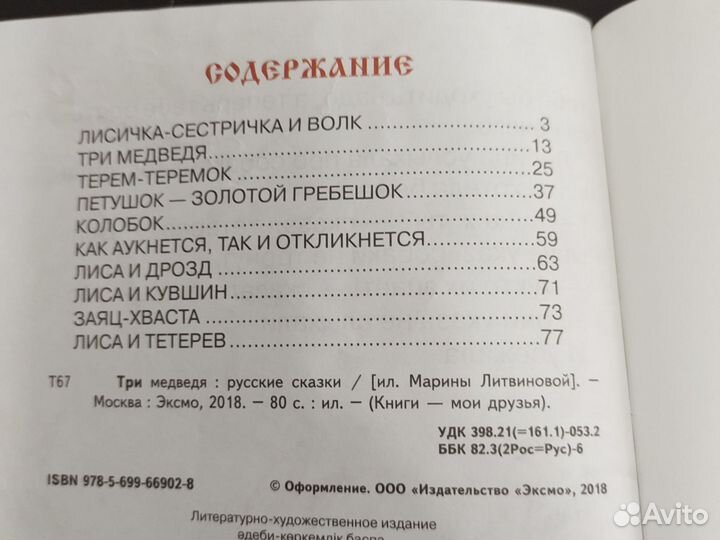 СОДЕРЖАНИЕ
ЛИСИЧКА-СЕСТРИЧКА И ВОЛК ........................ 3
ТРИ МЕДВЕДЯ................................................ 13
ТЕРЕМ-ТЕРЕМОК ........................................... 25
ПЕТУШОК — ЗОЛОТОЙ ГРЕБЕШОК .................. 37
КОЛОБОК...................................................... 49
КАК АУКНЕТСЯ, ТАК И ОТКЛИКНЕТСЯ................ 59
ЛИСА И ДРОЗД .............................................. 63
ЛИСА И КУВШИН............................................ 71
ЗАЯЦ-ХВАСТА ............................................... 73
ЛИСА И ТЕТЕРЕВ ........................................... 77
Т67 Три медведя : русские сказки / [ил. Марины Литвиновой]. –
Москва : Эксмо, 2018. – 80 с. : ил. – (Книги — мои друзья).
УДК 398.21(=161.1)-053.2
ББК 82.3(2Рос=Рус)-6
ISBN 978-5-699-66902-8 © Оформление. ООО «Издательство «Эксмо», 2018
Литературно-художественное издание
әдеби-көркемдік баспа
Avito